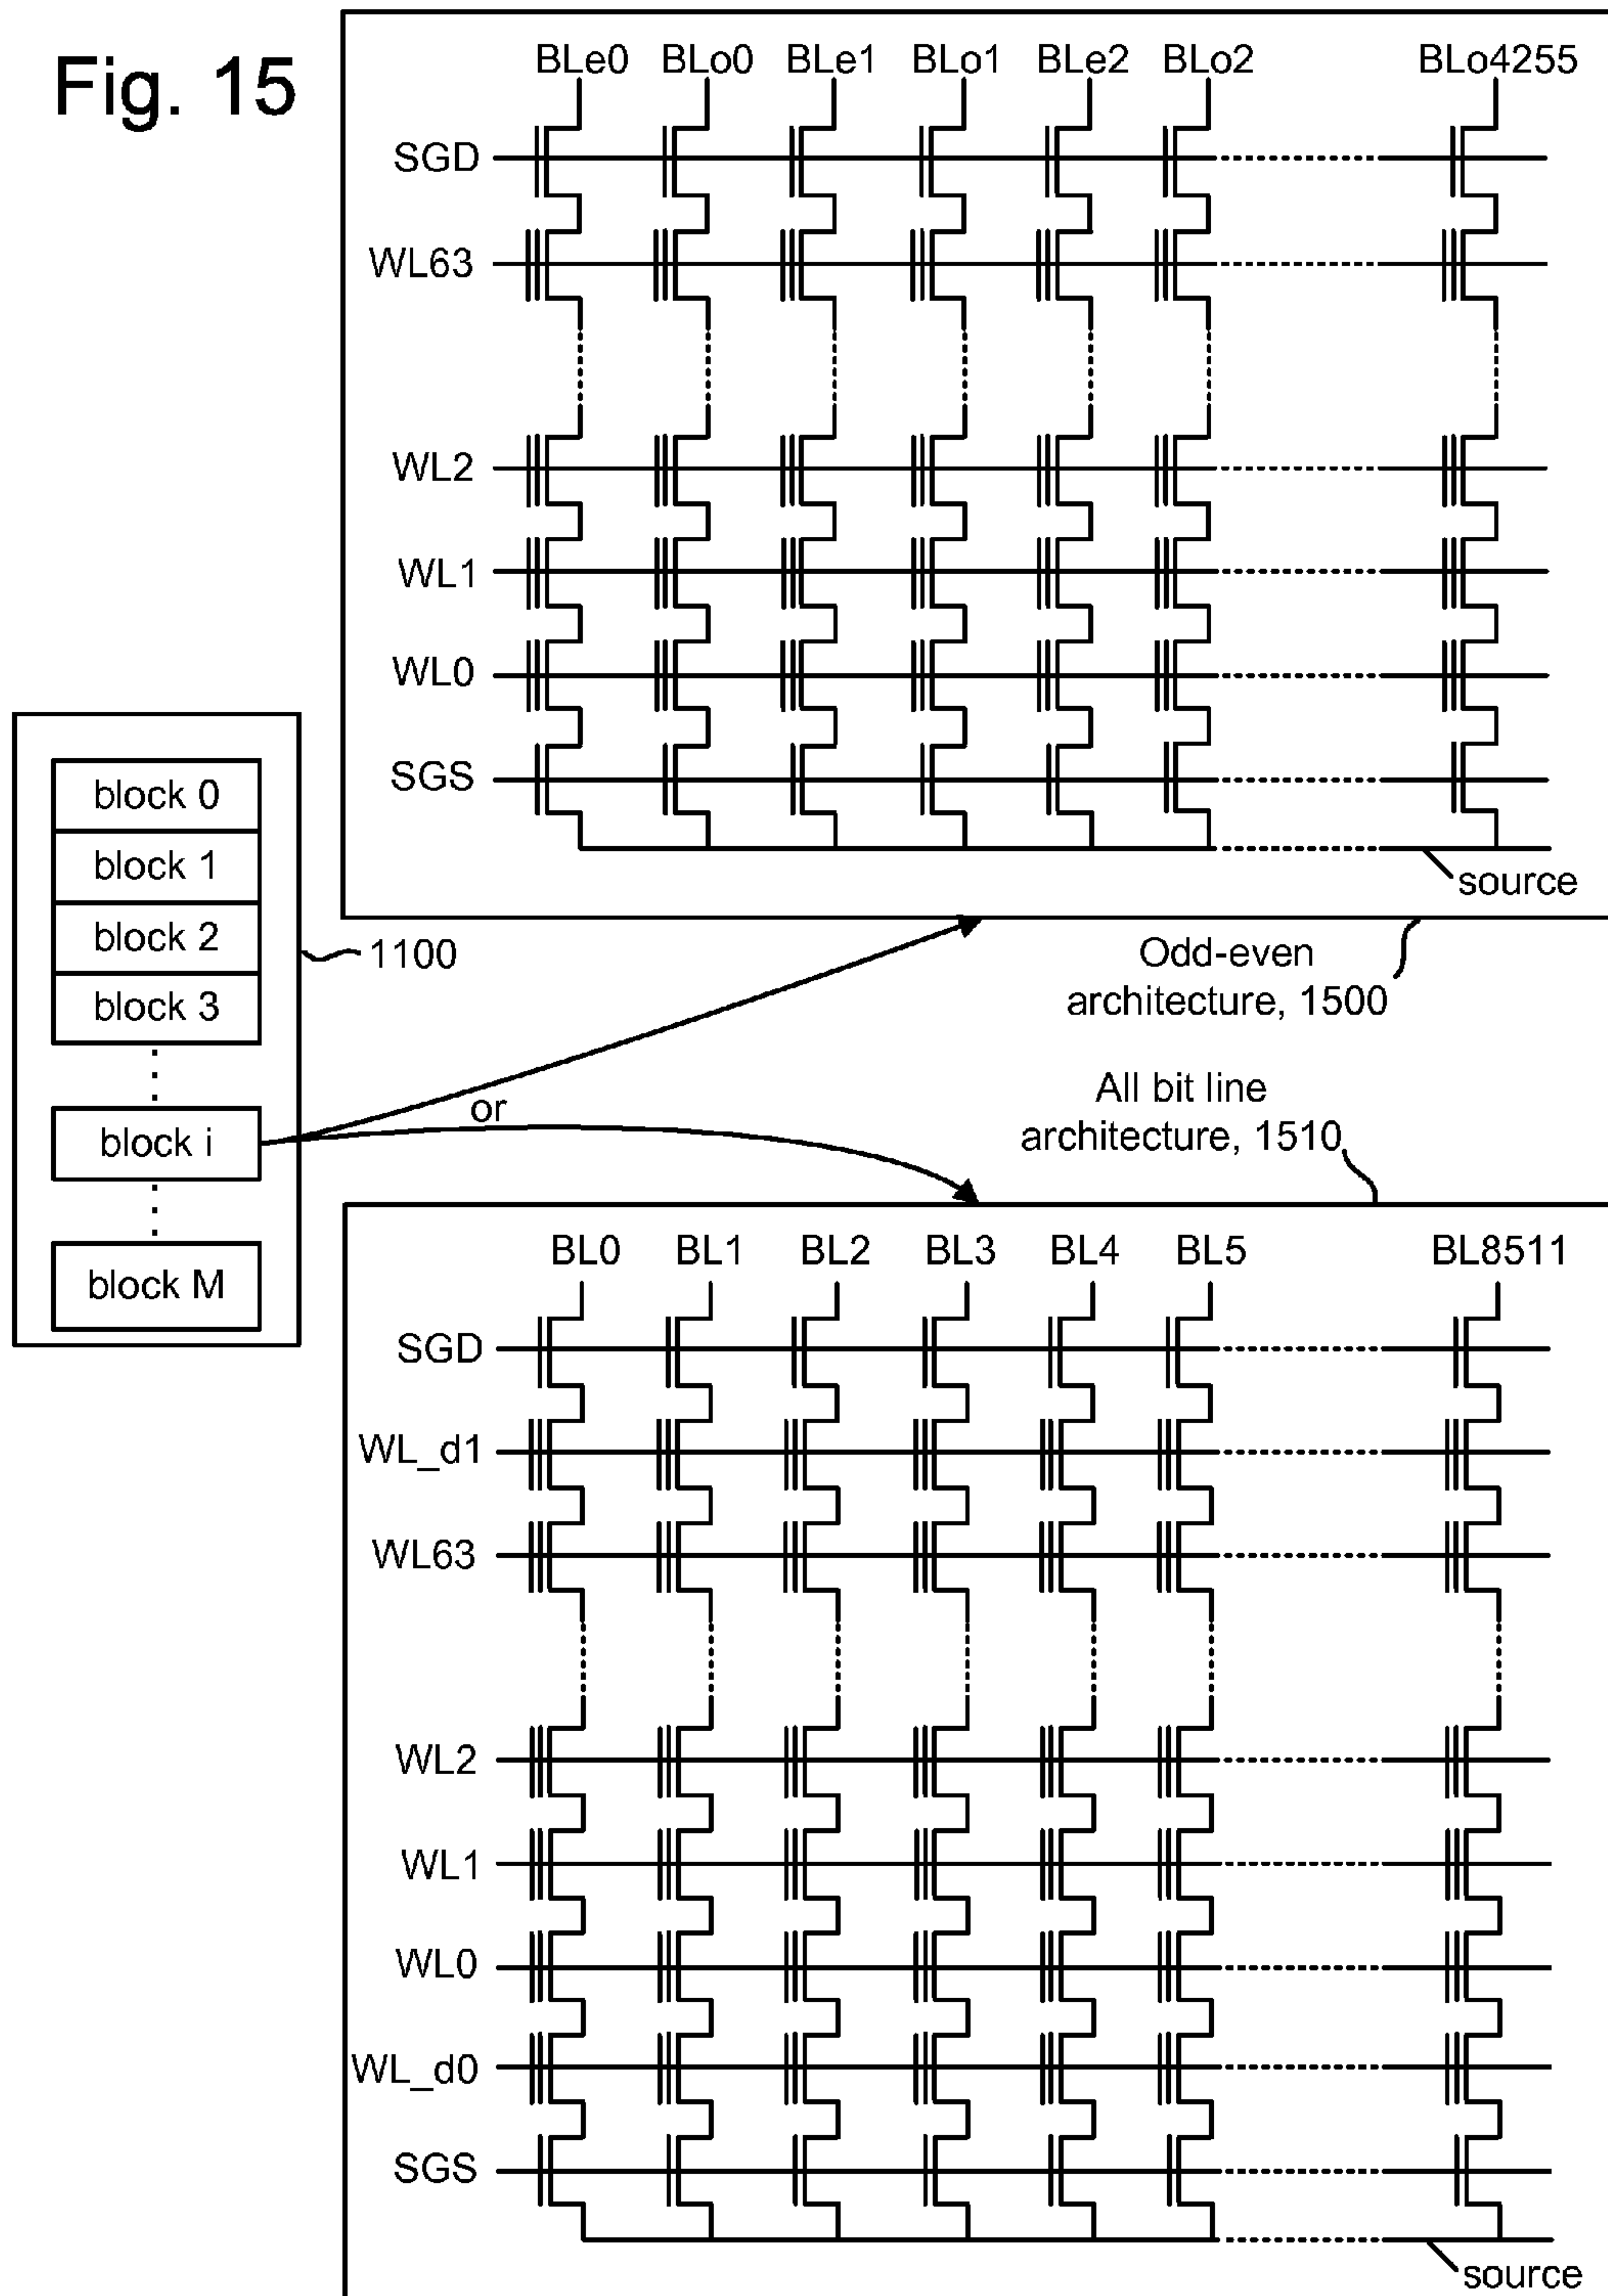 Fig. 15
BLe0 BLo0 BLe1 BLo1 BLe2 BLo2 BLo4255
SGD
WL63
WL2
WL1
WL0
SGS
source
block 0
block 1
block 2
block 3
block i
block M
1100
or
Odd-even
architecture, 1500
All bit line
architecture, 1510
BL0 BL1 BL2 BL3 BL4 BL5 BL8511
SGD
WL_d1
WL63
WL2
WL1
WL0
WL_d0
SGS
source